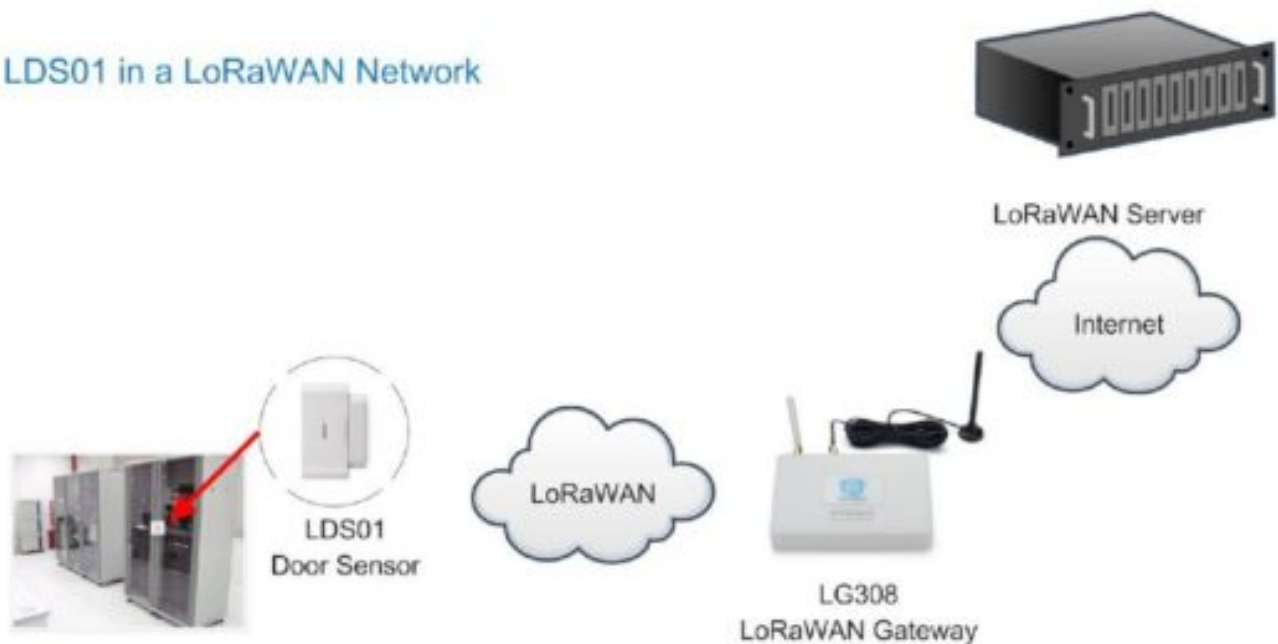 LDS01 in a LoRaWAN Network
LoRaWAN Server
Internet
LoRaWAN
LDS01
Door Sensor
LG308
LoRaWAN Gateway